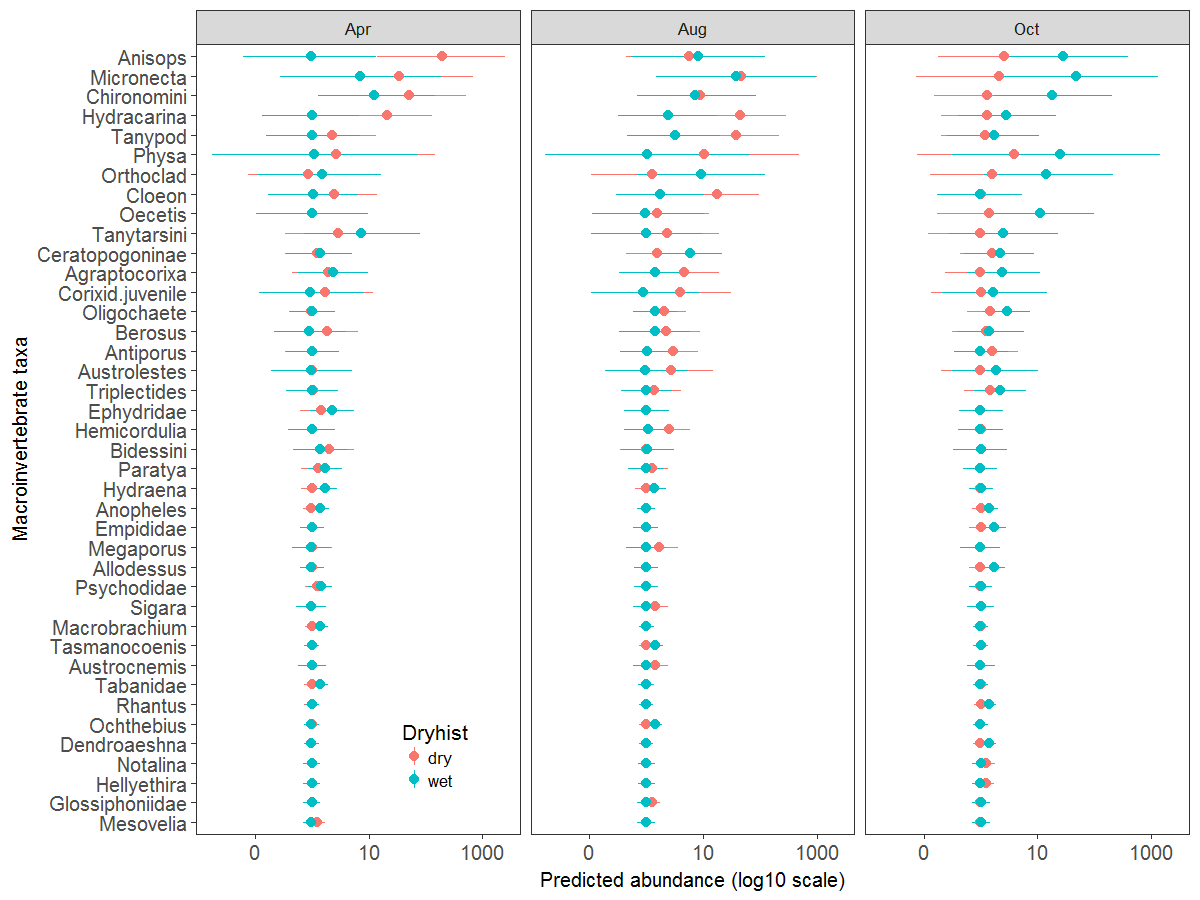 Apr
Aug
Oct
Anisops
Micronecta
Chironomini
Hydracarina
Tanypod
Physa
Orthoclad
Cloeon
Oecetis
Tanytarsini
Ceratopogoninae
Agraptocorixa
Corixid.juvenile
Oligochaete
Berosus
Antiporus
Austrolestes
Triplectides
Ephydridae
Hemicordulia
Bidessini
Paratya
Hydraena
Anopheles
Empididae
Megaporus
Allodessus
Psychodidae
Sigara
Macrobrachium
Tasmanocoenis
Austrocnemis
Tabanidae
Rhantus
Ochthebius
Dendroaeshna
Notalina
Hellyethira
Glossiphoniidae
Mesovelia
Macroinvertebrate taxa
Dryhist
dry
wet
0 10 1000
0 10 1000
0 10 1000
Predicted abundance (log10 scale)